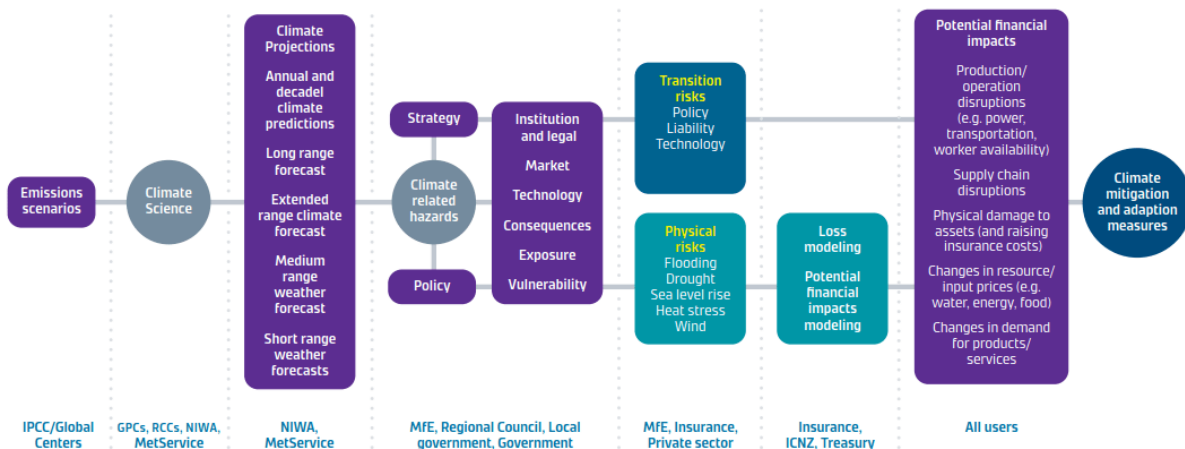 Emissions
scenarios
Climate
Science
Climate
Projections
Annual and
decadel
climate
predictions
Long range
forecast
Extended
range climate
forecast
Medium
range
weather
forecast
Short range
weather
forecasts
Strategy
Climate
related
hazards
Policy
Institution
and legal
Market
Technology
Consequences
Exposure
Vulnerability
Transition
risks
Policy
Liability
Technology
Physical
risks
Flooding
Drought
Sea level rise
Heat stress
Wind
Loss
modeling
Potential
financial
impacts
modeling
Potential financial
impacts
Production/
operation
disruptions
(e.g. power,
transportation,
worker availability)
Supply chain
disruptions
Physical damage to
assets (and raising
insurance costs)
Changes in resource/
input prices (e.g.
water, energy, food)
Changes in demand
for products/
services
Climate
mitigation
and adaption
measures
IPCC/Global
Centers
GPCs, RCCs, NIWA,
MetService
NIWA,
MetService
MfE, Regional Council, Local
government, Government
MfE, Insurance,
Private sector
Insurance,
ICNZ, Treasury
All users